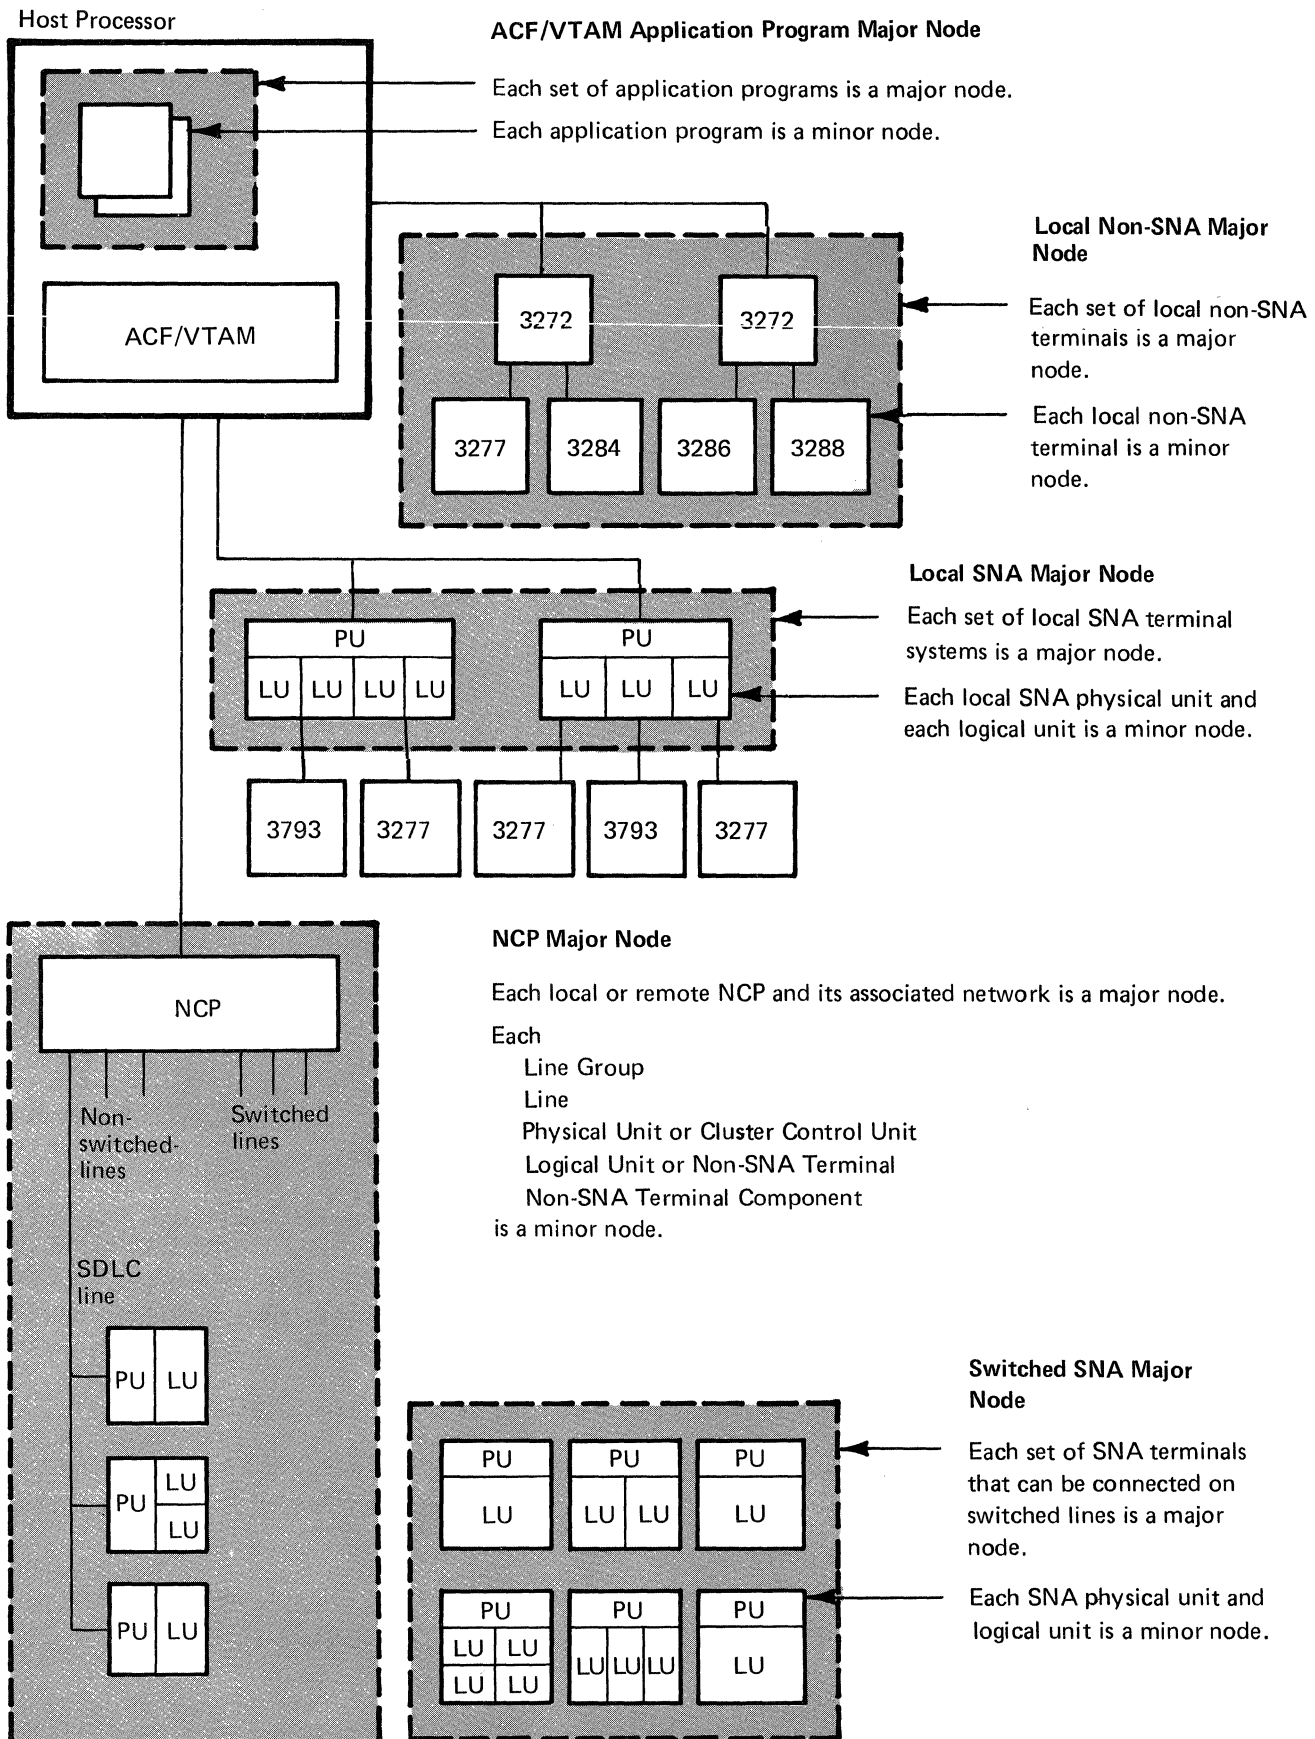 Host Processor
ACF/VTAM Application Program Major Node
Each set of application programs is a major node.
Each application program is a minor node.
ACF/VTAM
Local Non-SNA Major
Node
Each set of local non-SNA
terminals is a major
node.
Each local non-SNA
terminal is a minor
node.
3272
3272
3277
3284
3286
3288
Local SNA Major Node
Each set of local SNA terminal
systems is a major node.
Each local SNA physical unit and
each logical unit is a minor node.
PU
LU LU LU LU
PU
LU LU LU
3793
3277
3277
3793
3277
NCP Major Node
Each local or remote NCP and its associated network is a major node.
Each
Line Group
Line
Physical Unit or Cluster Control Unit
Logical Unit or Non-SNA Terminal
Non-SNA Terminal Component
is a minor node.
NCP
Non-
switched-
lines
Switched
lines
SDLC
line
PU LU
PU
LU
LU
PU LU
Switched SNA Major
Node
Each set of SNA terminals
that can be connected on
switched lines is a major
node.
Each SNA physical unit and
logical unit is a minor node.
PU
LU
PU
LU LU
PU
LU
PU
LU LU
LU LU
PU
LU LU LU
PU
LU